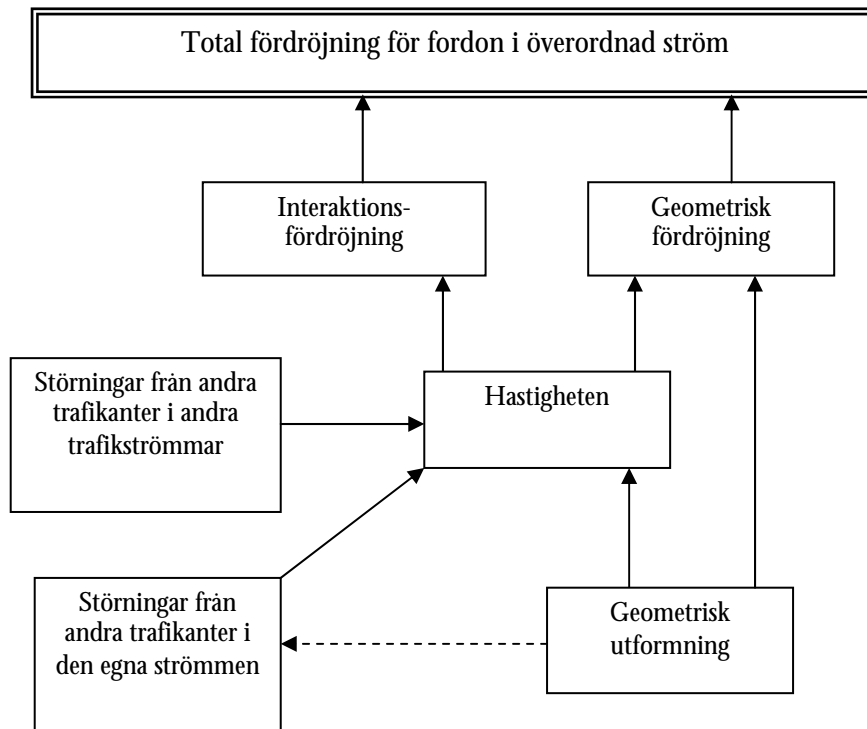 Total fördröjning för fordon i överordnad ström
Interaktions-
fördröjning
Geometrisk
fördröjning
Störningar från andra
trafikanter i andra
trafikströmmar
Hastigheten
Störningar från
andra trafikanter i
den egna strömmen
Geometrisk
utformning